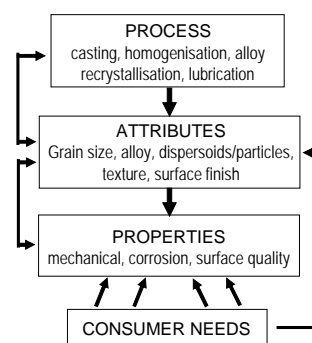 PROCESS
casting, homogenisation, alloy
recrystallisation, lubrication
ATTRIBUTES
Grain size, alloy, dispersoids/particles,
texture, surface finish
PROPERTIES
mechanical, corrosion, surface quality
CONSUMER NEEDS